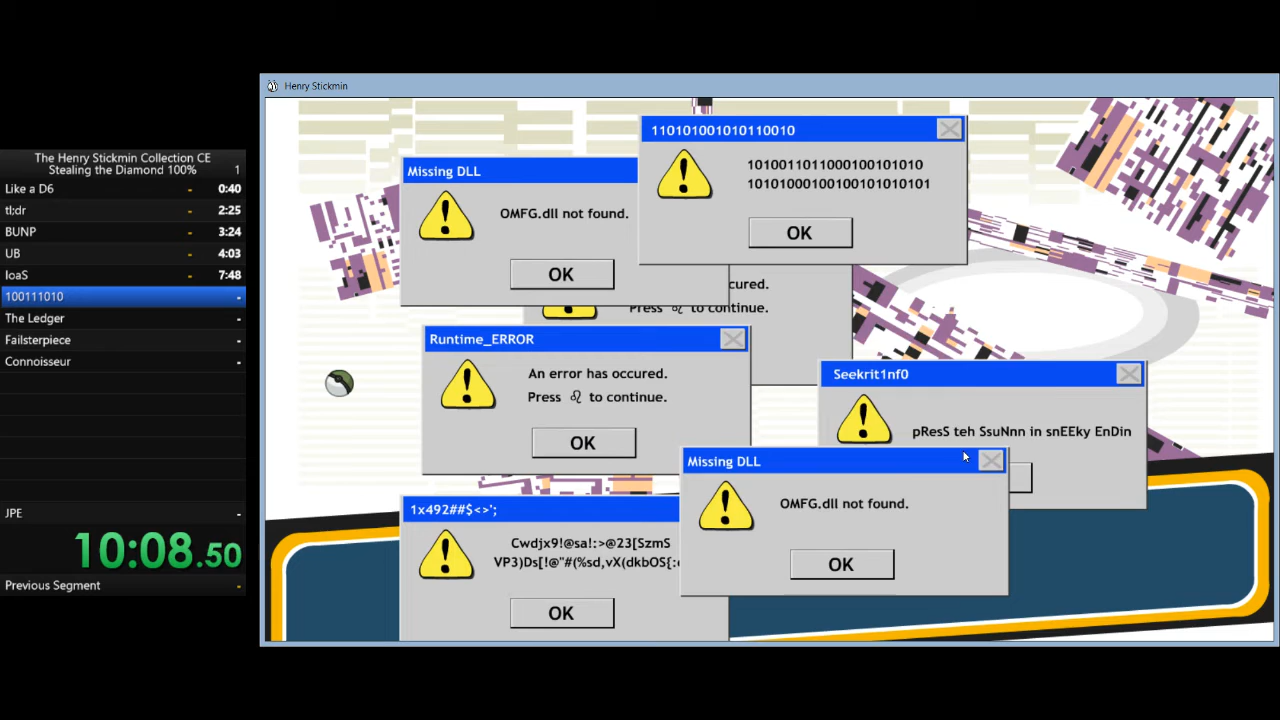 The Henry Stickmin Collection CE
Stealing the Diamond 100% 1
Like a D6 - 0:40
tl;dr - 2:25
BUNP - 3:24
UB - 4:03
IoaS - 7:48
100111010 -
The Ledger -
Failsterpiece -
Connoisseur -
JPE -
10:08.50
Previous Segment -
Henry Stickmin
110101001010110010
1010011011000100101010
10101000100100101010101
OK
Missing DLL
OMFG.dll not found.
OK
cured.
Press ♌ to continue.
Runtime_ERROR
An error has occured.
Press ♌ to continue.
OK
Seekrit1nf0
pResS teh SsuNnn in snEEky EnDin
Missing DLL
OMFG.dll not found.
OK
1x492##$<>';
Cwdjx9!@sa!:>@23[SzmS
VP3)Ds[!@"#(%sd,vX(dkbOS{:
OK